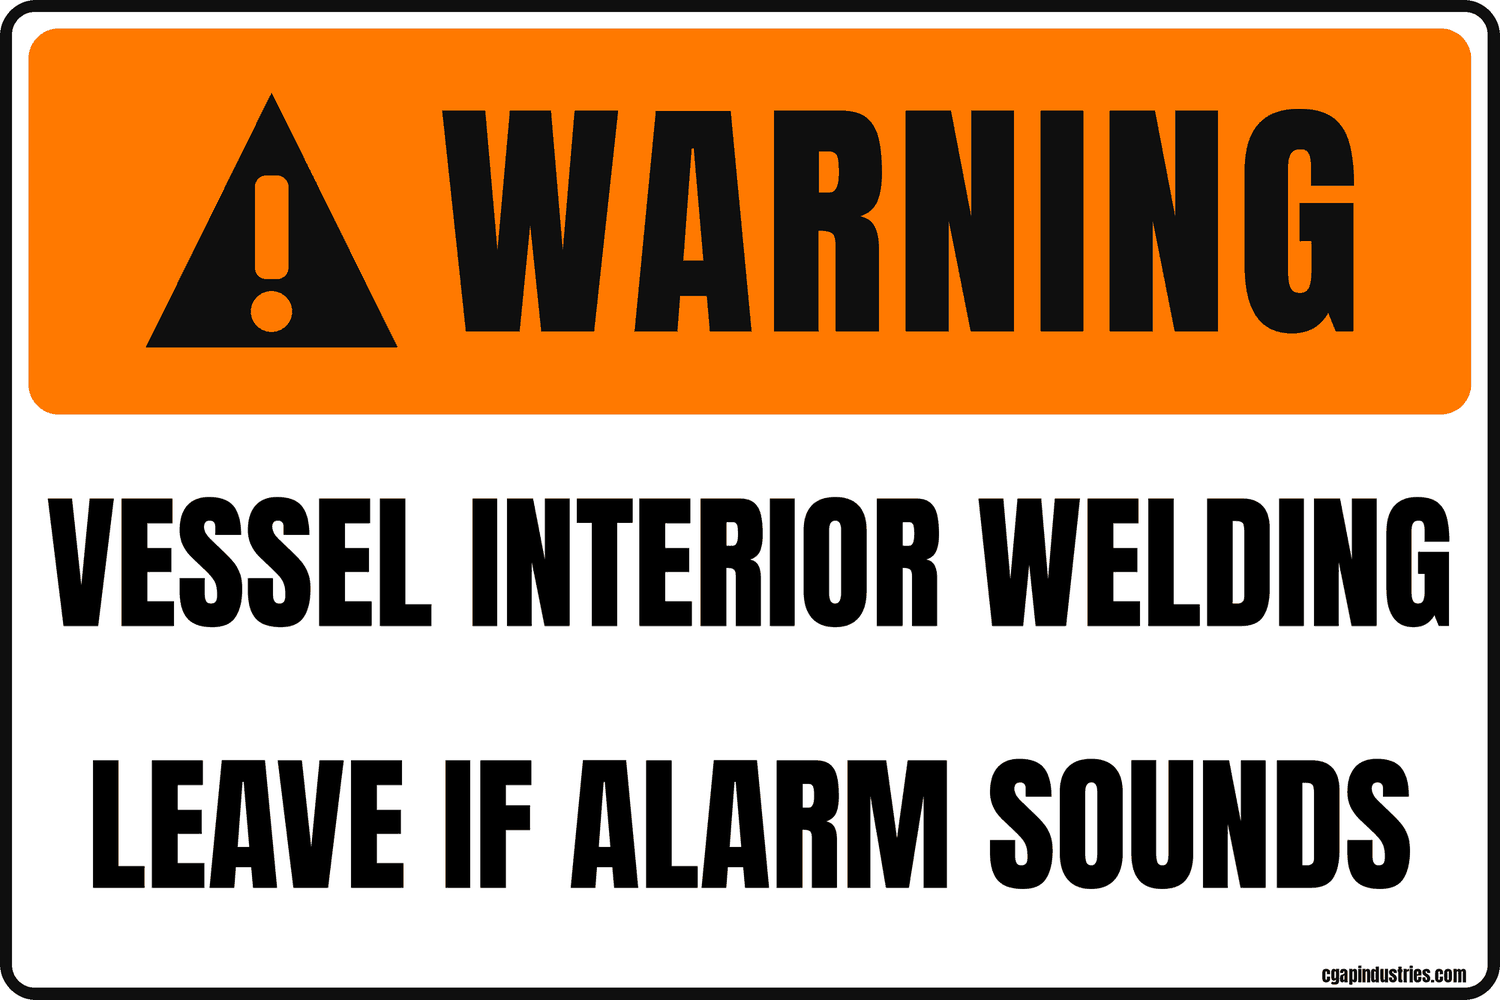 WARNING
VESSEL INTERIOR WELDING
LEAVE IF ALARM SOUNDS
cgapindustries.com